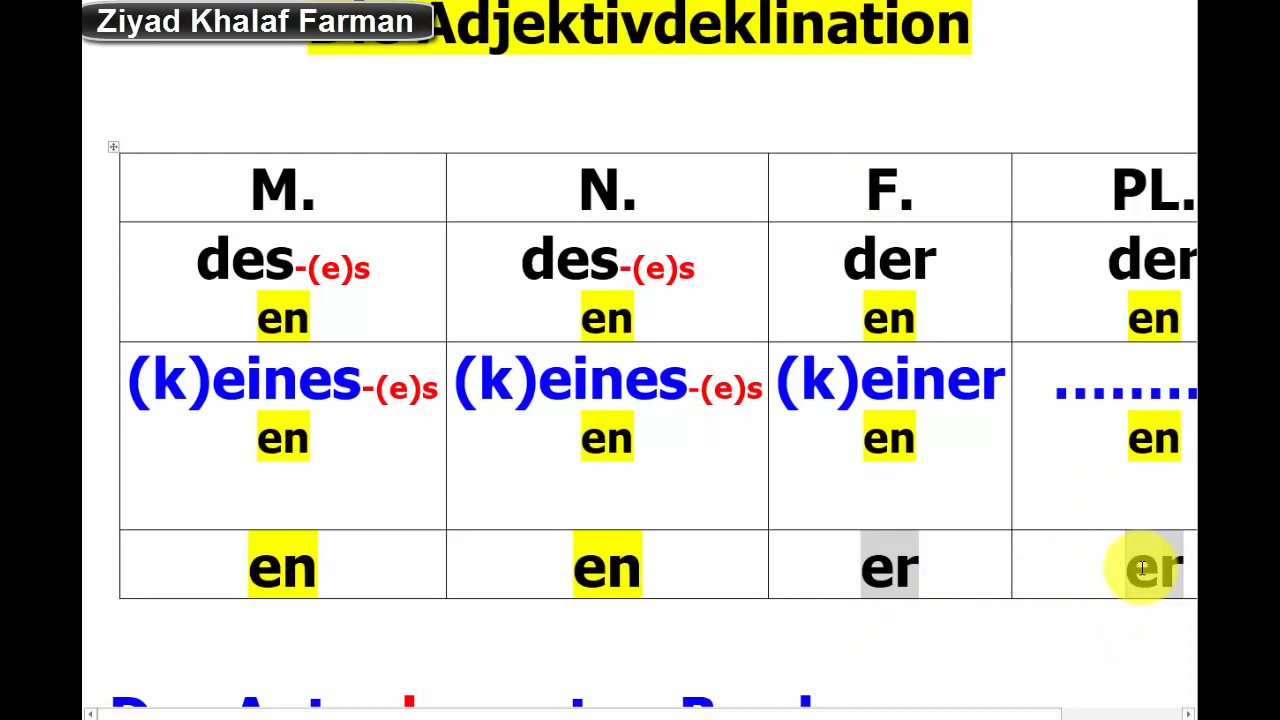 Ziyad Khalaf Farman
Adjektivdeklination
M. N. F. PL.
des-(e)s des-(e)s der der
en en en en
(k)eines-(e)s (k)eines-(e)s (k)einer ........
en en en en
en en er er